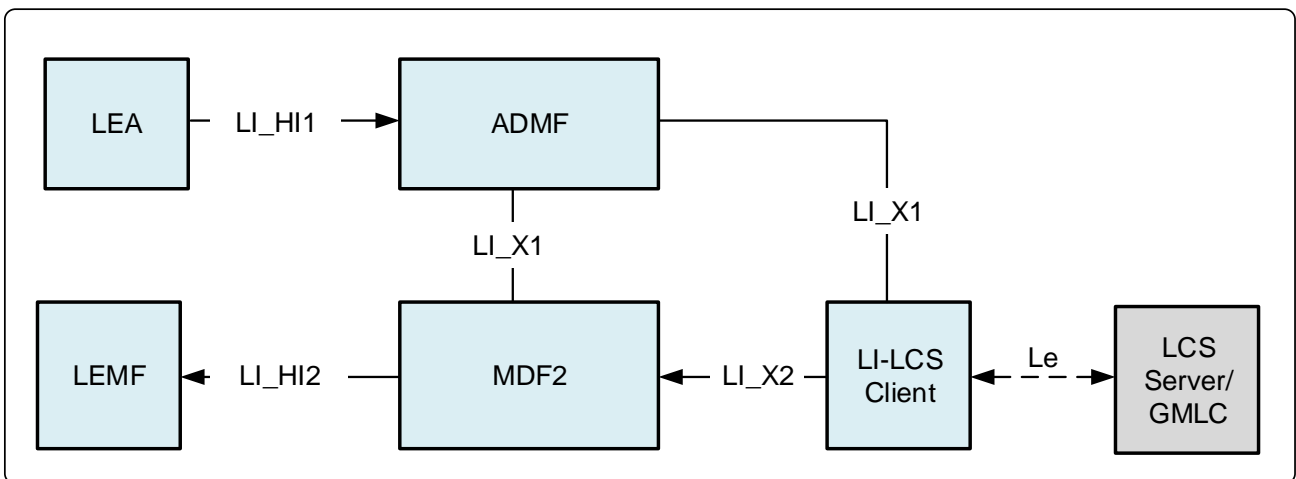 LEA
LI_HI1
ADMF
LI_X1
LI_X1
LEMF
LI_HI2
MDF2
LI_X2
LI-LCS
Client
Le
LCS
Server/
GMLC